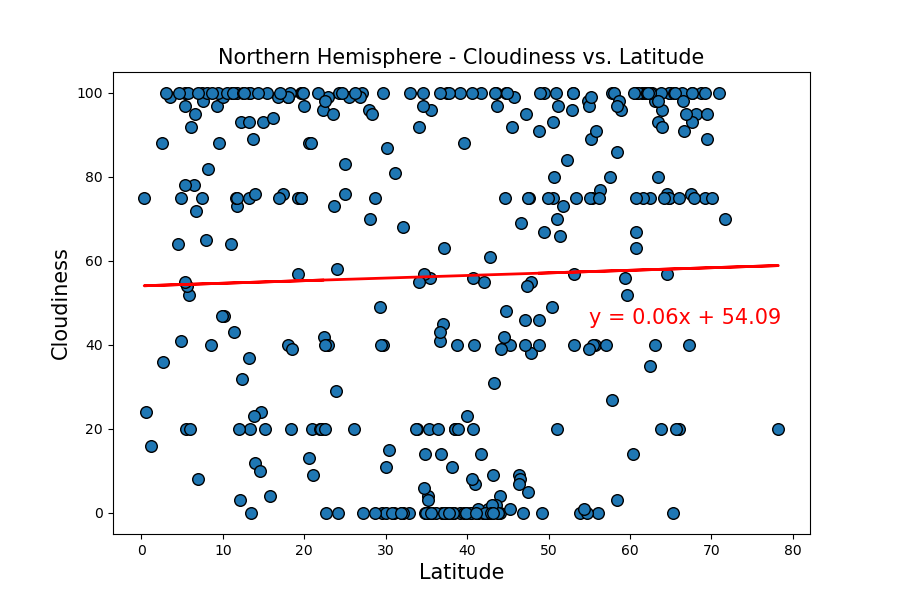 Northern Hemisphere - Cloudiness vs. Latitude
100
80
60
40
20
0
Cloudiness
y = 0.06x + 54.09
0 10 20 30 40 50 60 70 80
Latitude